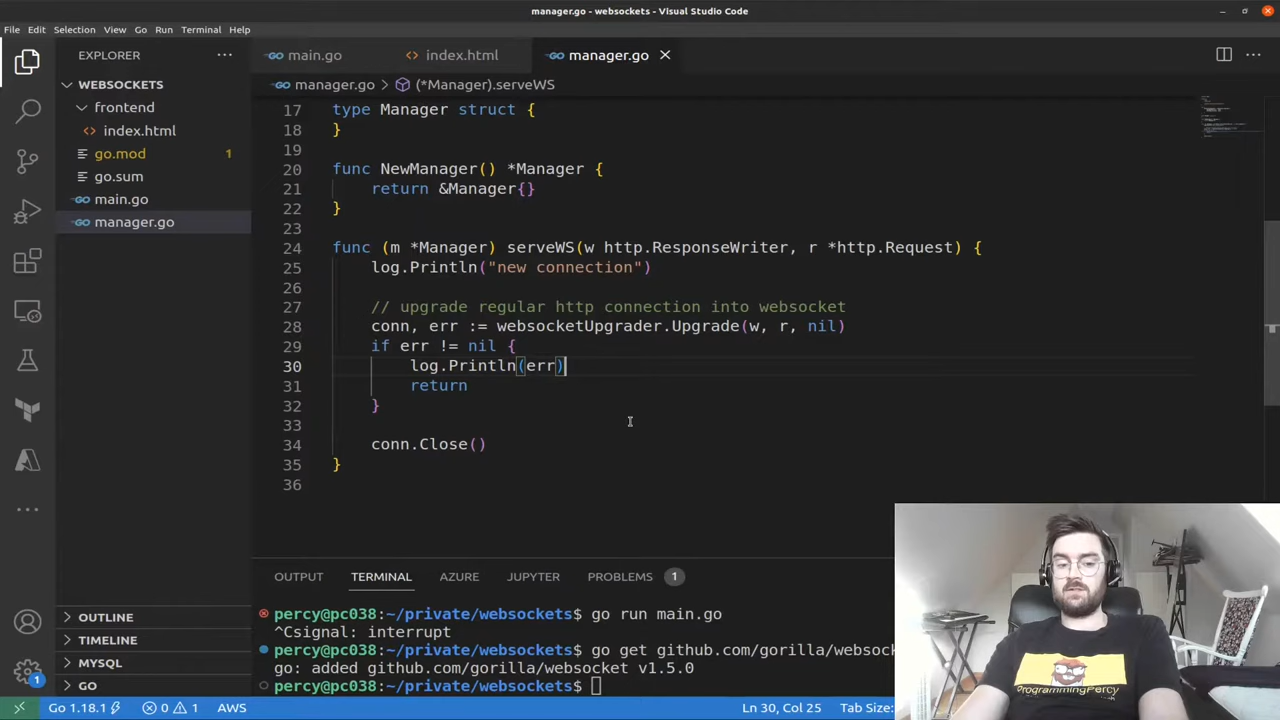 manager.go - websockets - Visual Studio Code
File Edit Selection View Go Run Terminal Help
EXPLORER
main.go
index.html
manager.go
WEBSOCKETS
manager.go > (*Manager).serveWS
frontend
index.html
go.mod 1
go.sum
main.go
manager.go
17 type Manager struct {
18 }
19
20 func NewManager() *Manager {
21 return &Manager{}
22 }
23
24 func (m *Manager) serveWS(w http.ResponseWriter, r *http.Request) {
25 log.Println("new connection")
26
27 // upgrade regular http connection into websocket
28 conn, err := websocketUpgrader.Upgrade(w, r, nil)
29 if err != nil {
30 log.Println(err)
31 return
32 }
33
34 conn.Close()
35 }
36
OUTPUT TERMINAL AZURE JUPYTER PROBLEMS 1
percy@pc038:~/private/websockets$ go run main.go
^Csignal: interrupt
percy@pc038:~/private/websockets$ go get github.com/gorilla/websock
go: added github.com/gorilla/websocket v1.5.0
percy@pc038:~/private/websockets$
OUTLINE
TIMELINE
MYSQL
GO
1
Go 1.18.1 0 1 AWS
Ln 30, Col 25 Tab Size:
ProgrammingPercy